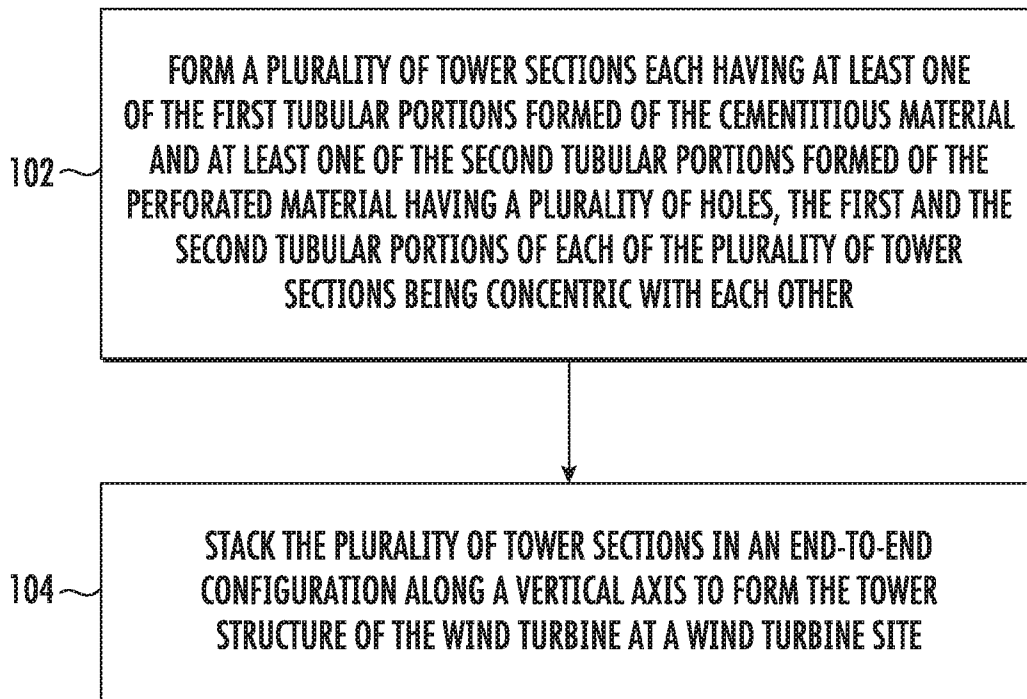 FORM A PLURALITY OF TOWER SECTIONS EACH HAVING AT LEAST ONE
OF THE FIRST TUBULAR PORTIONS FORMED OF THE CEMENTITIOUS MATERIAL
AND AT LEAST ONE OF THE SECOND TUBULAR PORTIONS FORMED OF THE
102
PERFORATED MATERIAL HAVING A PLURALITY OF HOLES, THE FIRST AND THE
SECOND TUBULAR PORTIONS OF EACH OF THE PLURALITY OF TOWER
SECTIONS BEING CONCENTRIC WITH EACH OTHER
STACK THE PLURALITY OF TOWER SECTIONS IN AN END-TO-END
104
CONFIGURATION ALONG A VERTICAL AXIS TO FORM THE TOWER
STRUCTURE OF THE WIND TURBINE AT A WIND TURBINE SITE